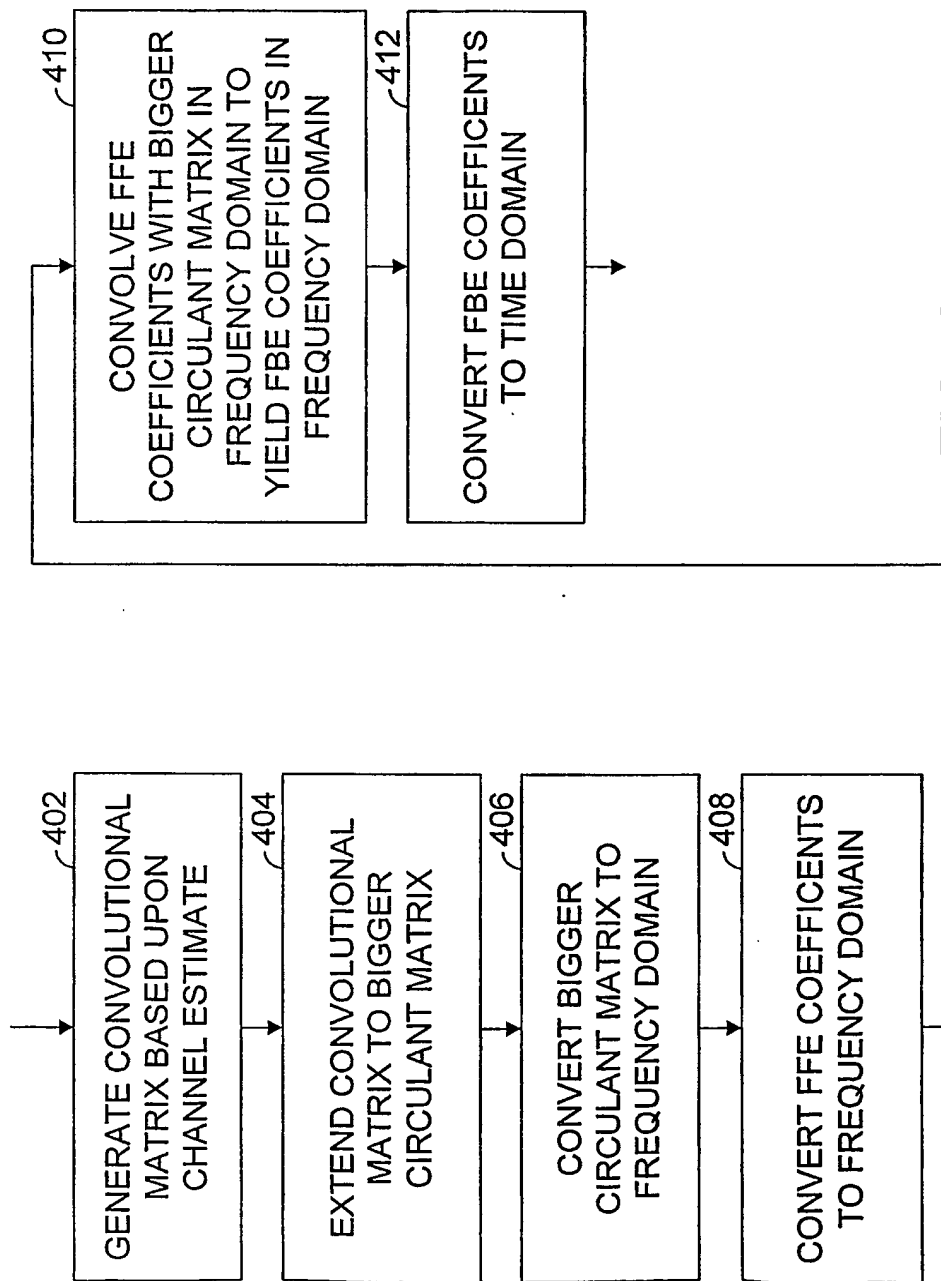 402
GENERATE CONVOLUTIONAL
MATRIX BASED UPON
CHANNEL ESTIMATE
404
EXTEND CONVOLUTIONAL
MATRIX TO BIGGER
CIRCULANT MATRIX
406
CONVERT BIGGER
CIRCULANT MATRIX TO
FREQUENCY DOMAIN
408
CONVERT FFE COEFFICENTS
TO FREQUENCY DOMAIN
410
CONVOLVE FFE
COEFFICIENTS WITH BIGGER
CIRCULANT MATRIX IN
FREQUENCY DOMAIN TO
YIELD FBE COEFFICIENTS IN
FREQUENCY DOMAIN
412
CONVERT FBE COEFFICENTS
TO TIME DOMAIN